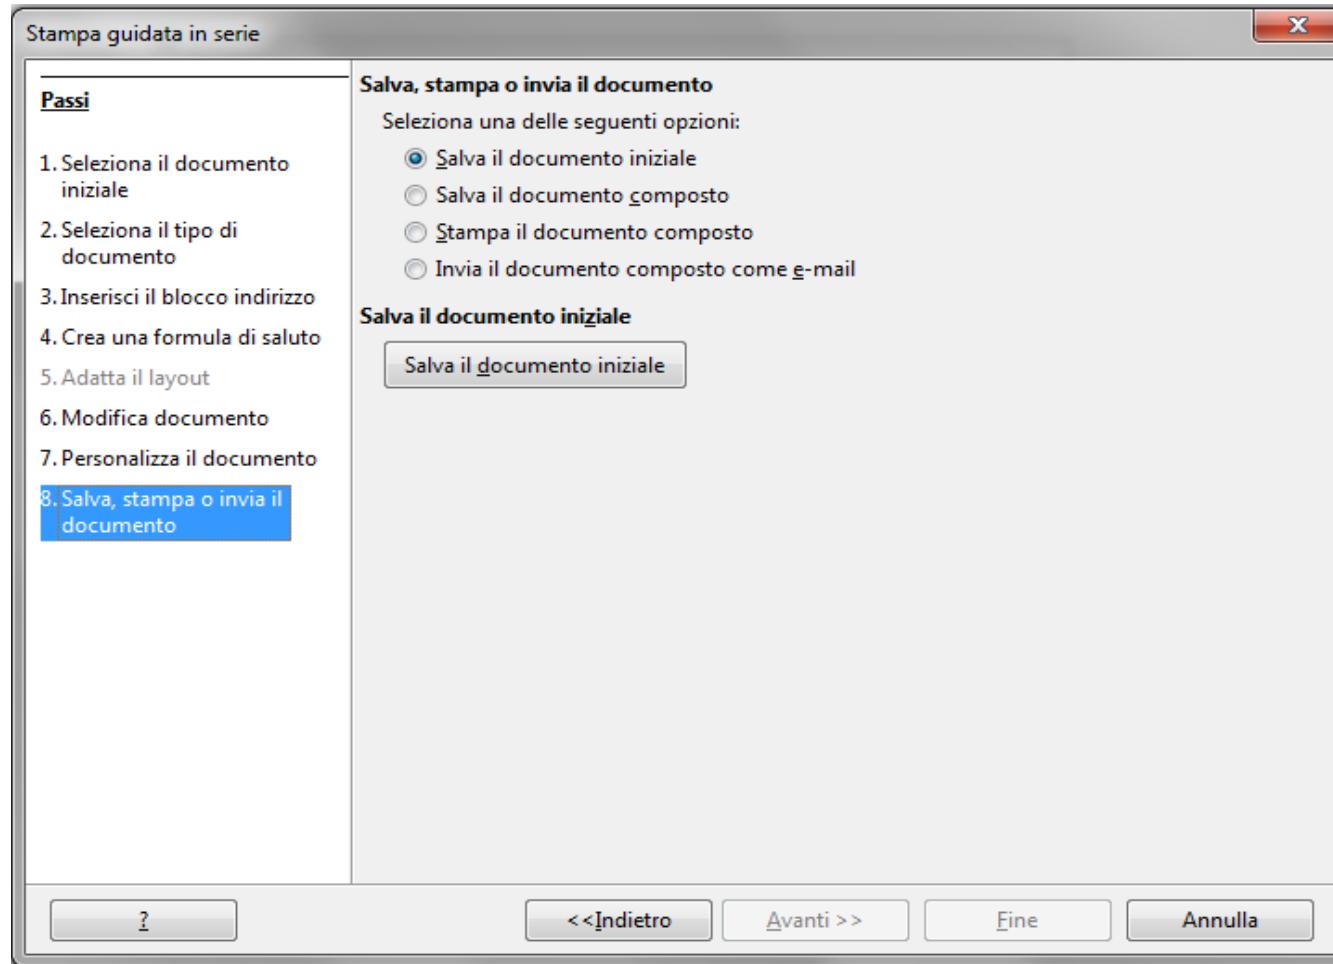 Stampa guidata in serie
Passi
1. Seleziona il documento
iniziale
2. Seleziona il tipo di
documento
3. Inserisci il blocco indirizzo
4. Crea una formula di saluto
5. Adatta il layout
6. Modifica documento
7. Personalizza il documento
8. Salva, stampa o invia il
documento
Salva, stampa o invia il documento
Seleziona una delle seguenti opzioni:
Salva il documento iniziale
Salva il documento composto
Stampa il documento composto
Invia il documento composto come e-mail
Salva il documento iniziale
Salva il documento iniziale
?
<<Indietro
Avanti >>
Fine
Annulla